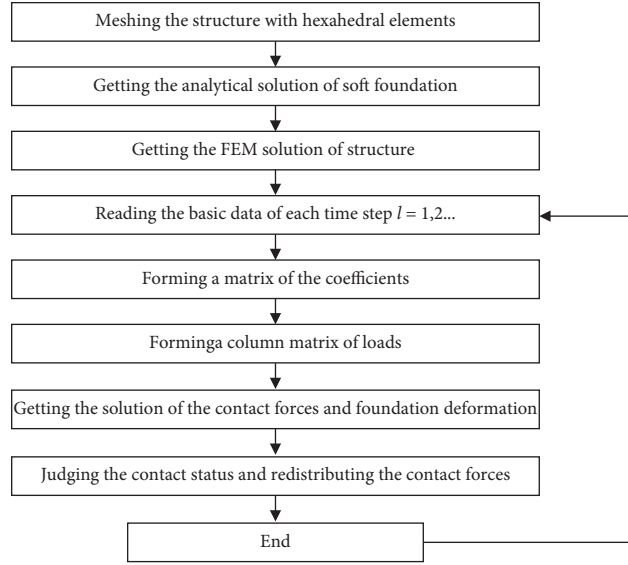 Meshing the structure with hexahedral elements
Getting the analytical solution of soft foundation
Getting the FEM solution of structure
Reading the basic data of each time step l = 1,2...
Forming a matrix of the coefficients
Forminga column matrix of loads
Getting the solution of the contact forces and foundation deformation
Judging the contact status and redistributing the contact forces
End